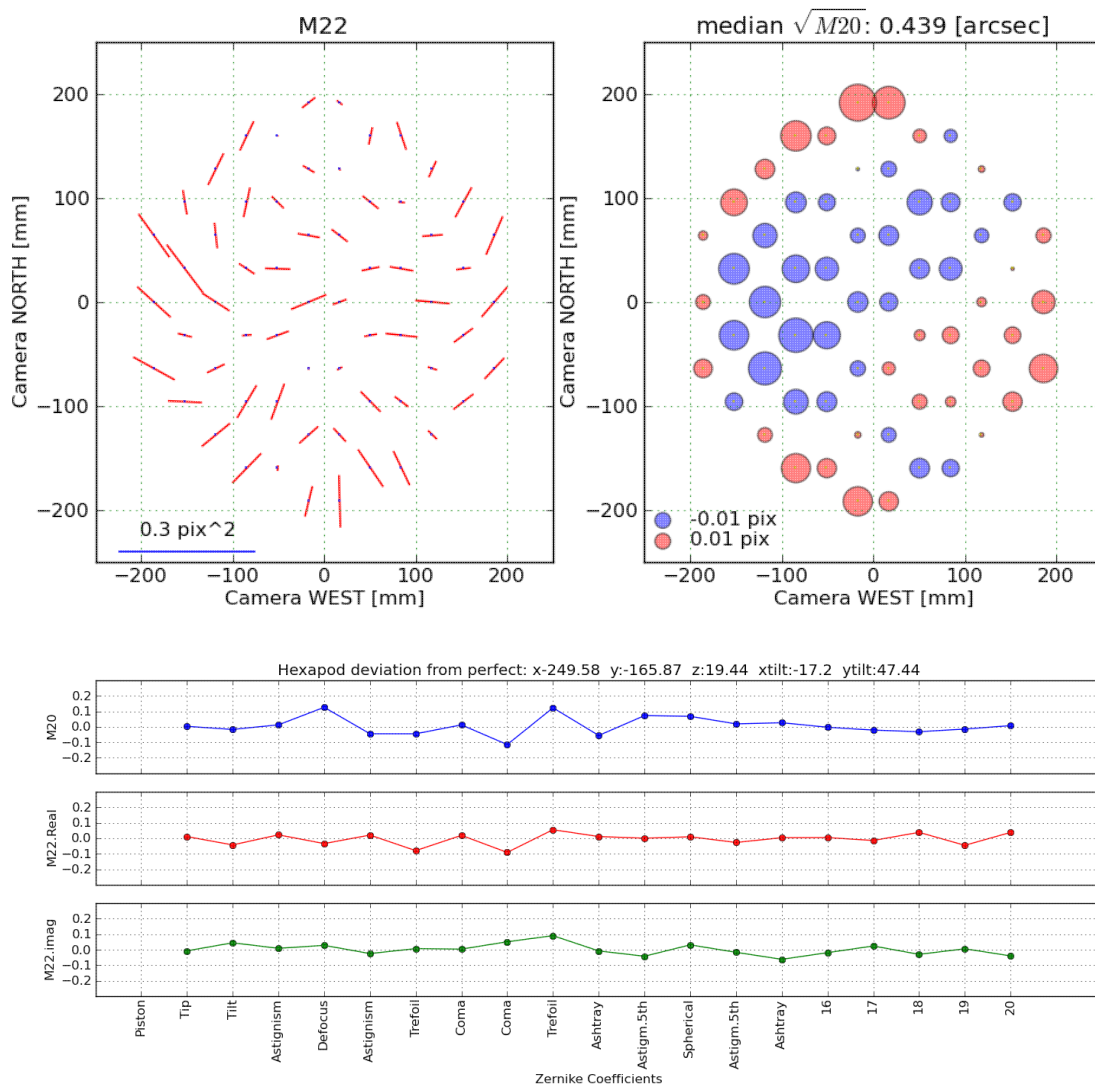 M22
200
100
0
−100
−200
Camera NORTH [mm]
0.3 pix^2
−200 −100 0 100 200
Camera WEST [mm]
median √M20: 0.439 [arcsec]
200
100
0
−100
−200
Camera NORTH [mm]
-0.01 pix
0.01 pix
−200 −100 0 100 200
Camera WEST [mm]
Hexapod deviation from perfect: x-249.58 y:-165.87 z:19.44 xtilt:-17.2 ytilt:47.44
M20
0.2
0.1
0.0
−0.1
−0.2
M22.Real
0.2
0.1
0.0
−0.1
−0.2
M22.imag
0.2
0.1
0.0
−0.1
−0.2
Piston
Tip
Tilt
Astignism
Defocus
Astignism
Trefoil
Coma
Coma
Trefoil
Ashtray
Astigm.5th
Spherical
Astigm.5th
Ashtray
16
17
18
19
20
Zernike Coefficients